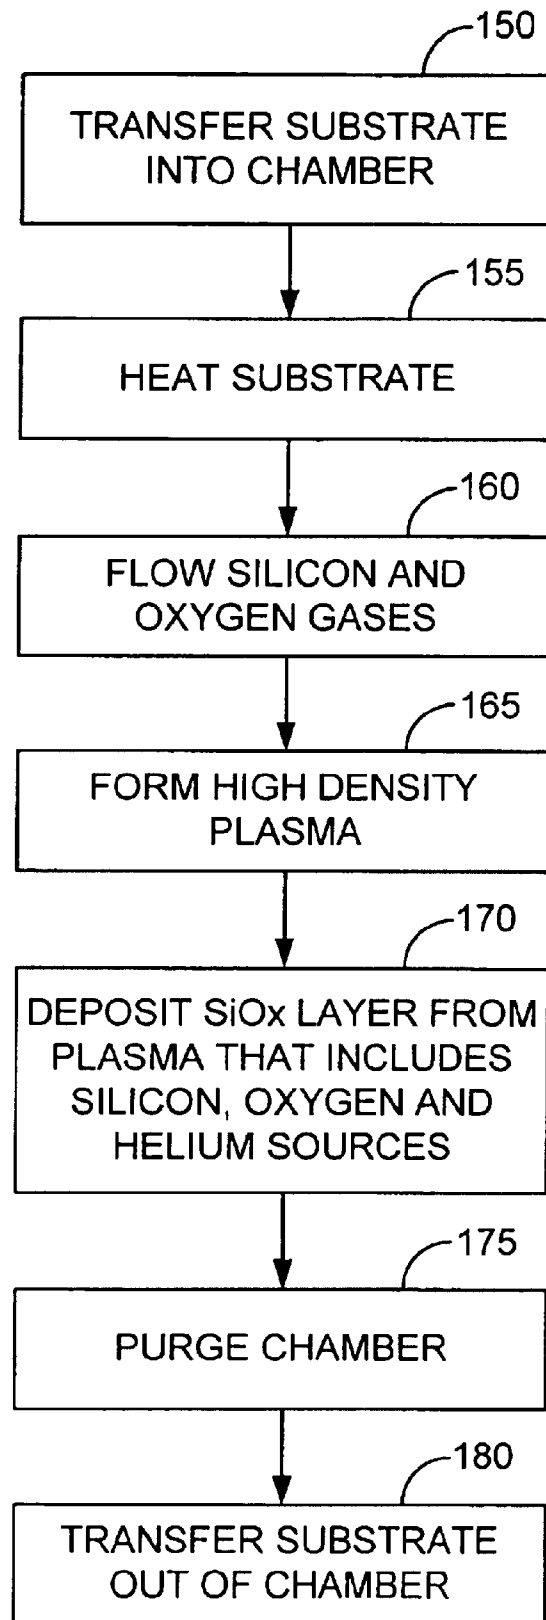 150
TRANSFER SUBSTRATE
INTO CHAMBER
155
HEAT SUBSTRATE
160
FLOW SILICON AND
OXYGEN GASES
165
FORM HIGH DENSITY
PLASMA
170
DEPOSIT SiOx LAYER FROM
PLASMA THAT INCLUDES
SILICON, OXYGEN AND
HELIUM SOURCES
175
PURGE CHAMBER
180
TRANSFER SUBSTRATE
OUT OF CHAMBER